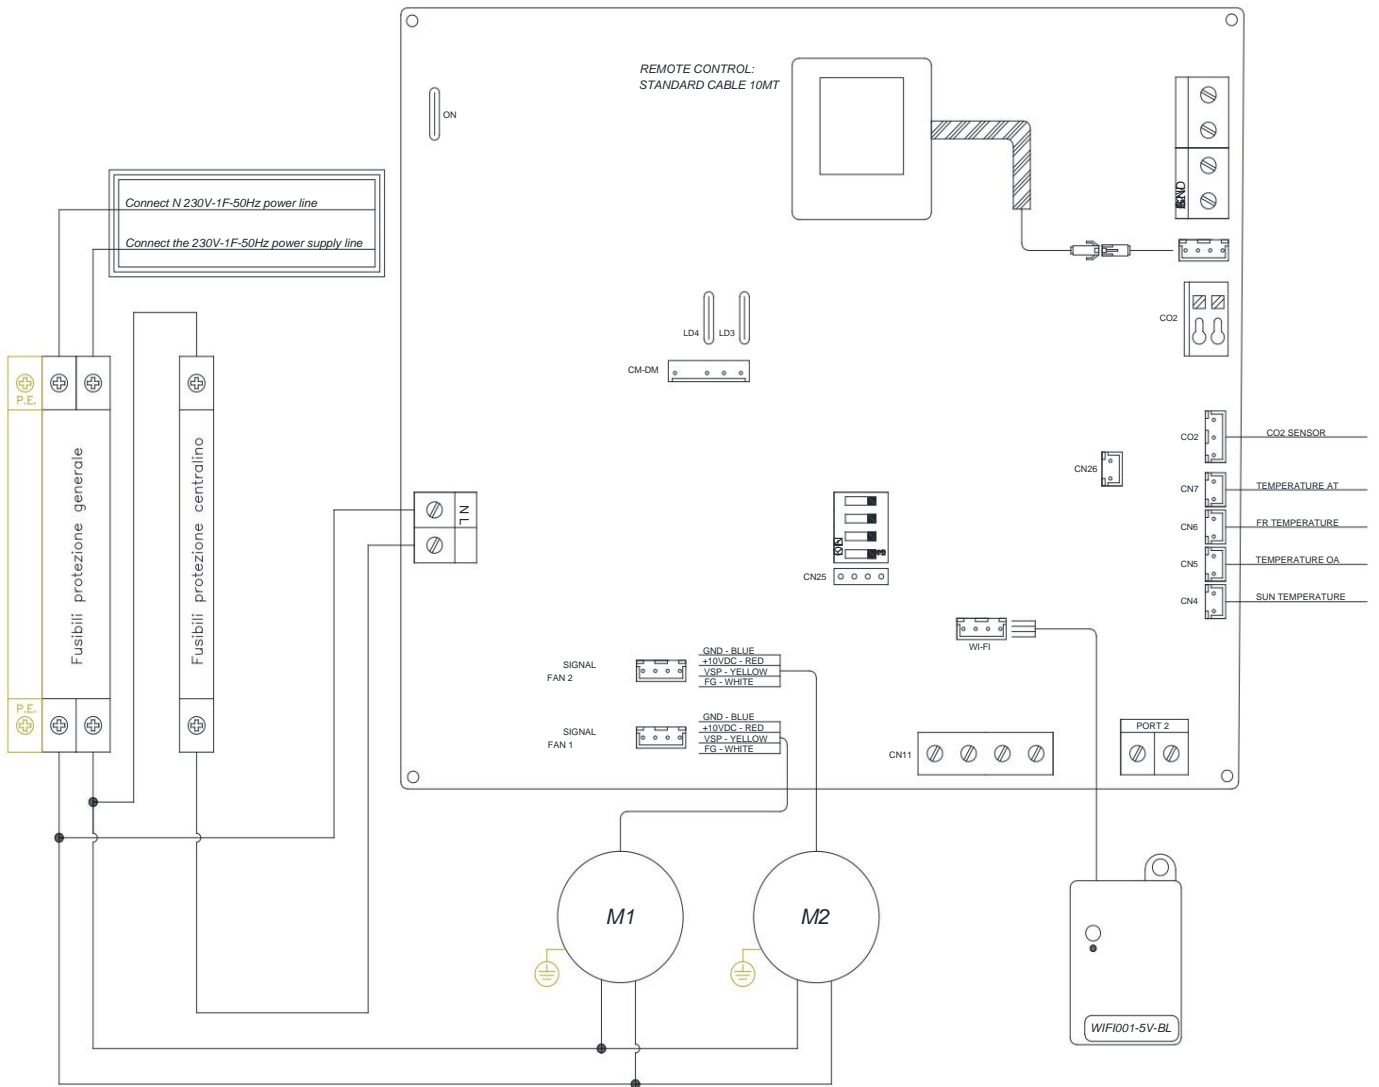 REMOTE CONTROL:
STANDARD CABLE 10MT
ON
Connect N 230V-1F-50Hz power line
Connect the 230V-1F-50Hz power supply line
LD4
LD3
CM-DM
CO2
P.E.
Fusibili protezione generale
Fusibili protezione centralino
P.E.
N L
CO2
CO2 SENSOR
CN26
CN7
TEMPERATURE AT
CN6
FR TEMPERATURE
CN5
TEMPERATURE OA
CN4
SUN TEMPERATURE
CN25
WI-FI
SIGNAL
FAN 2
GND - BLUE
+10VDC - RED
VSP - YELLOW
FG - WHITE
SIGNAL
FAN 1
GND - BLUE
+10VDC - RED
VSP - YELLOW
FG - WHITE
CN11
PORT 2
M1
M2
WIFI001-5V-BL